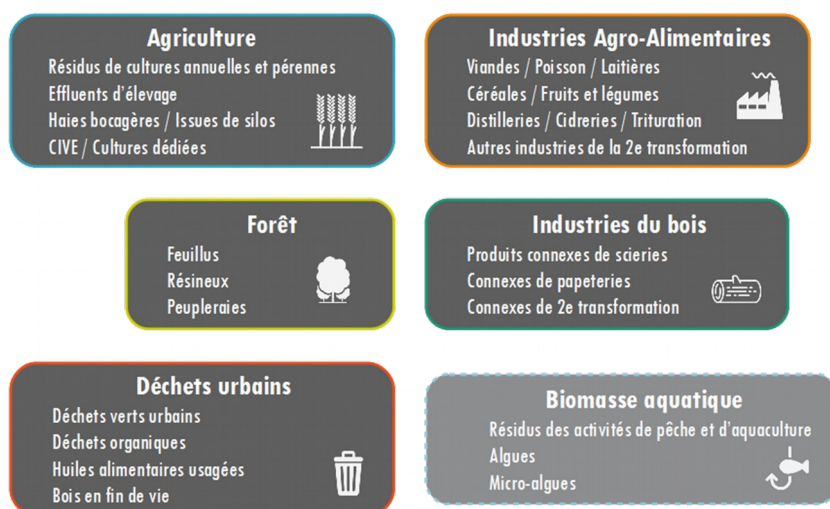 Agriculture
Résidus de cultures annuelles et pérennes
Effluents d'élevage
Haies bocagères / Issues de silos
CIVE / Cultures dédiées
Industries Agro-Alimentaires
Viandes / Poisson / Laitières
Céréales / Fruits et légumes
Distilleries / Cidreries / Trituration
Autres industries de la 2e transformation
Forêt
Feuillus
Résineux
Peupleraies
Industries du bois
Produits connexes de scieries
Connexes de papeteries
Connexes de 2e transformation
Déchets urbains
Déchets verts urbains
Déchets organiques
Huiles alimentaires usagées
Bois en fin de vie
Biomasse aquatique
Résidus des activités de pêche et d'aquaculture
Algues
Micro-algues